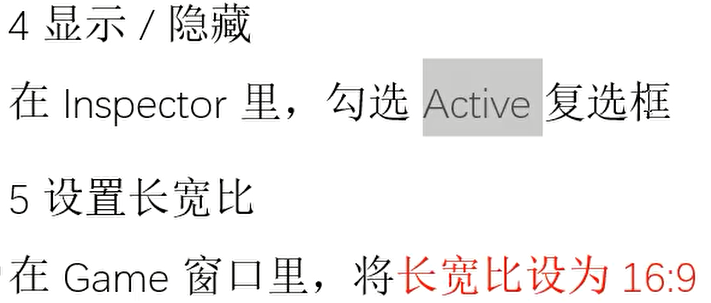 4 显示 / 隐藏
在 Inspector 里，勾选 Active 复选框
5 设置长宽比
在 Game 窗口里，将长宽比设为 16:9